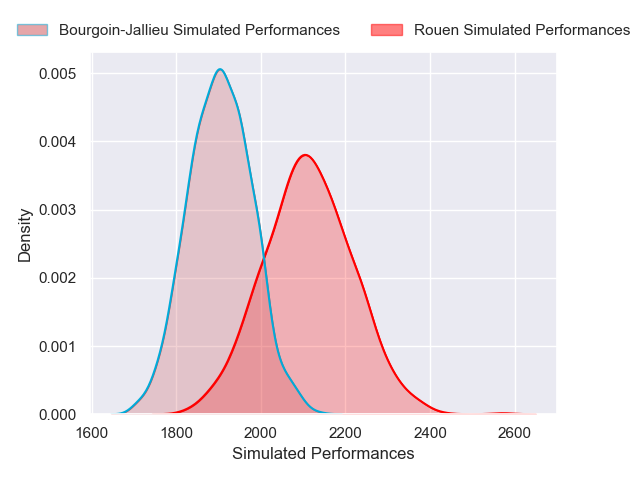 Bourgoin-Jallieu Simulated Performances
Rouen Simulated Performances
0.005
0.004
0.003
0.002
0.001
0.000
Density
1600 1800 2000 2200 2400 2600
Simulated Performances